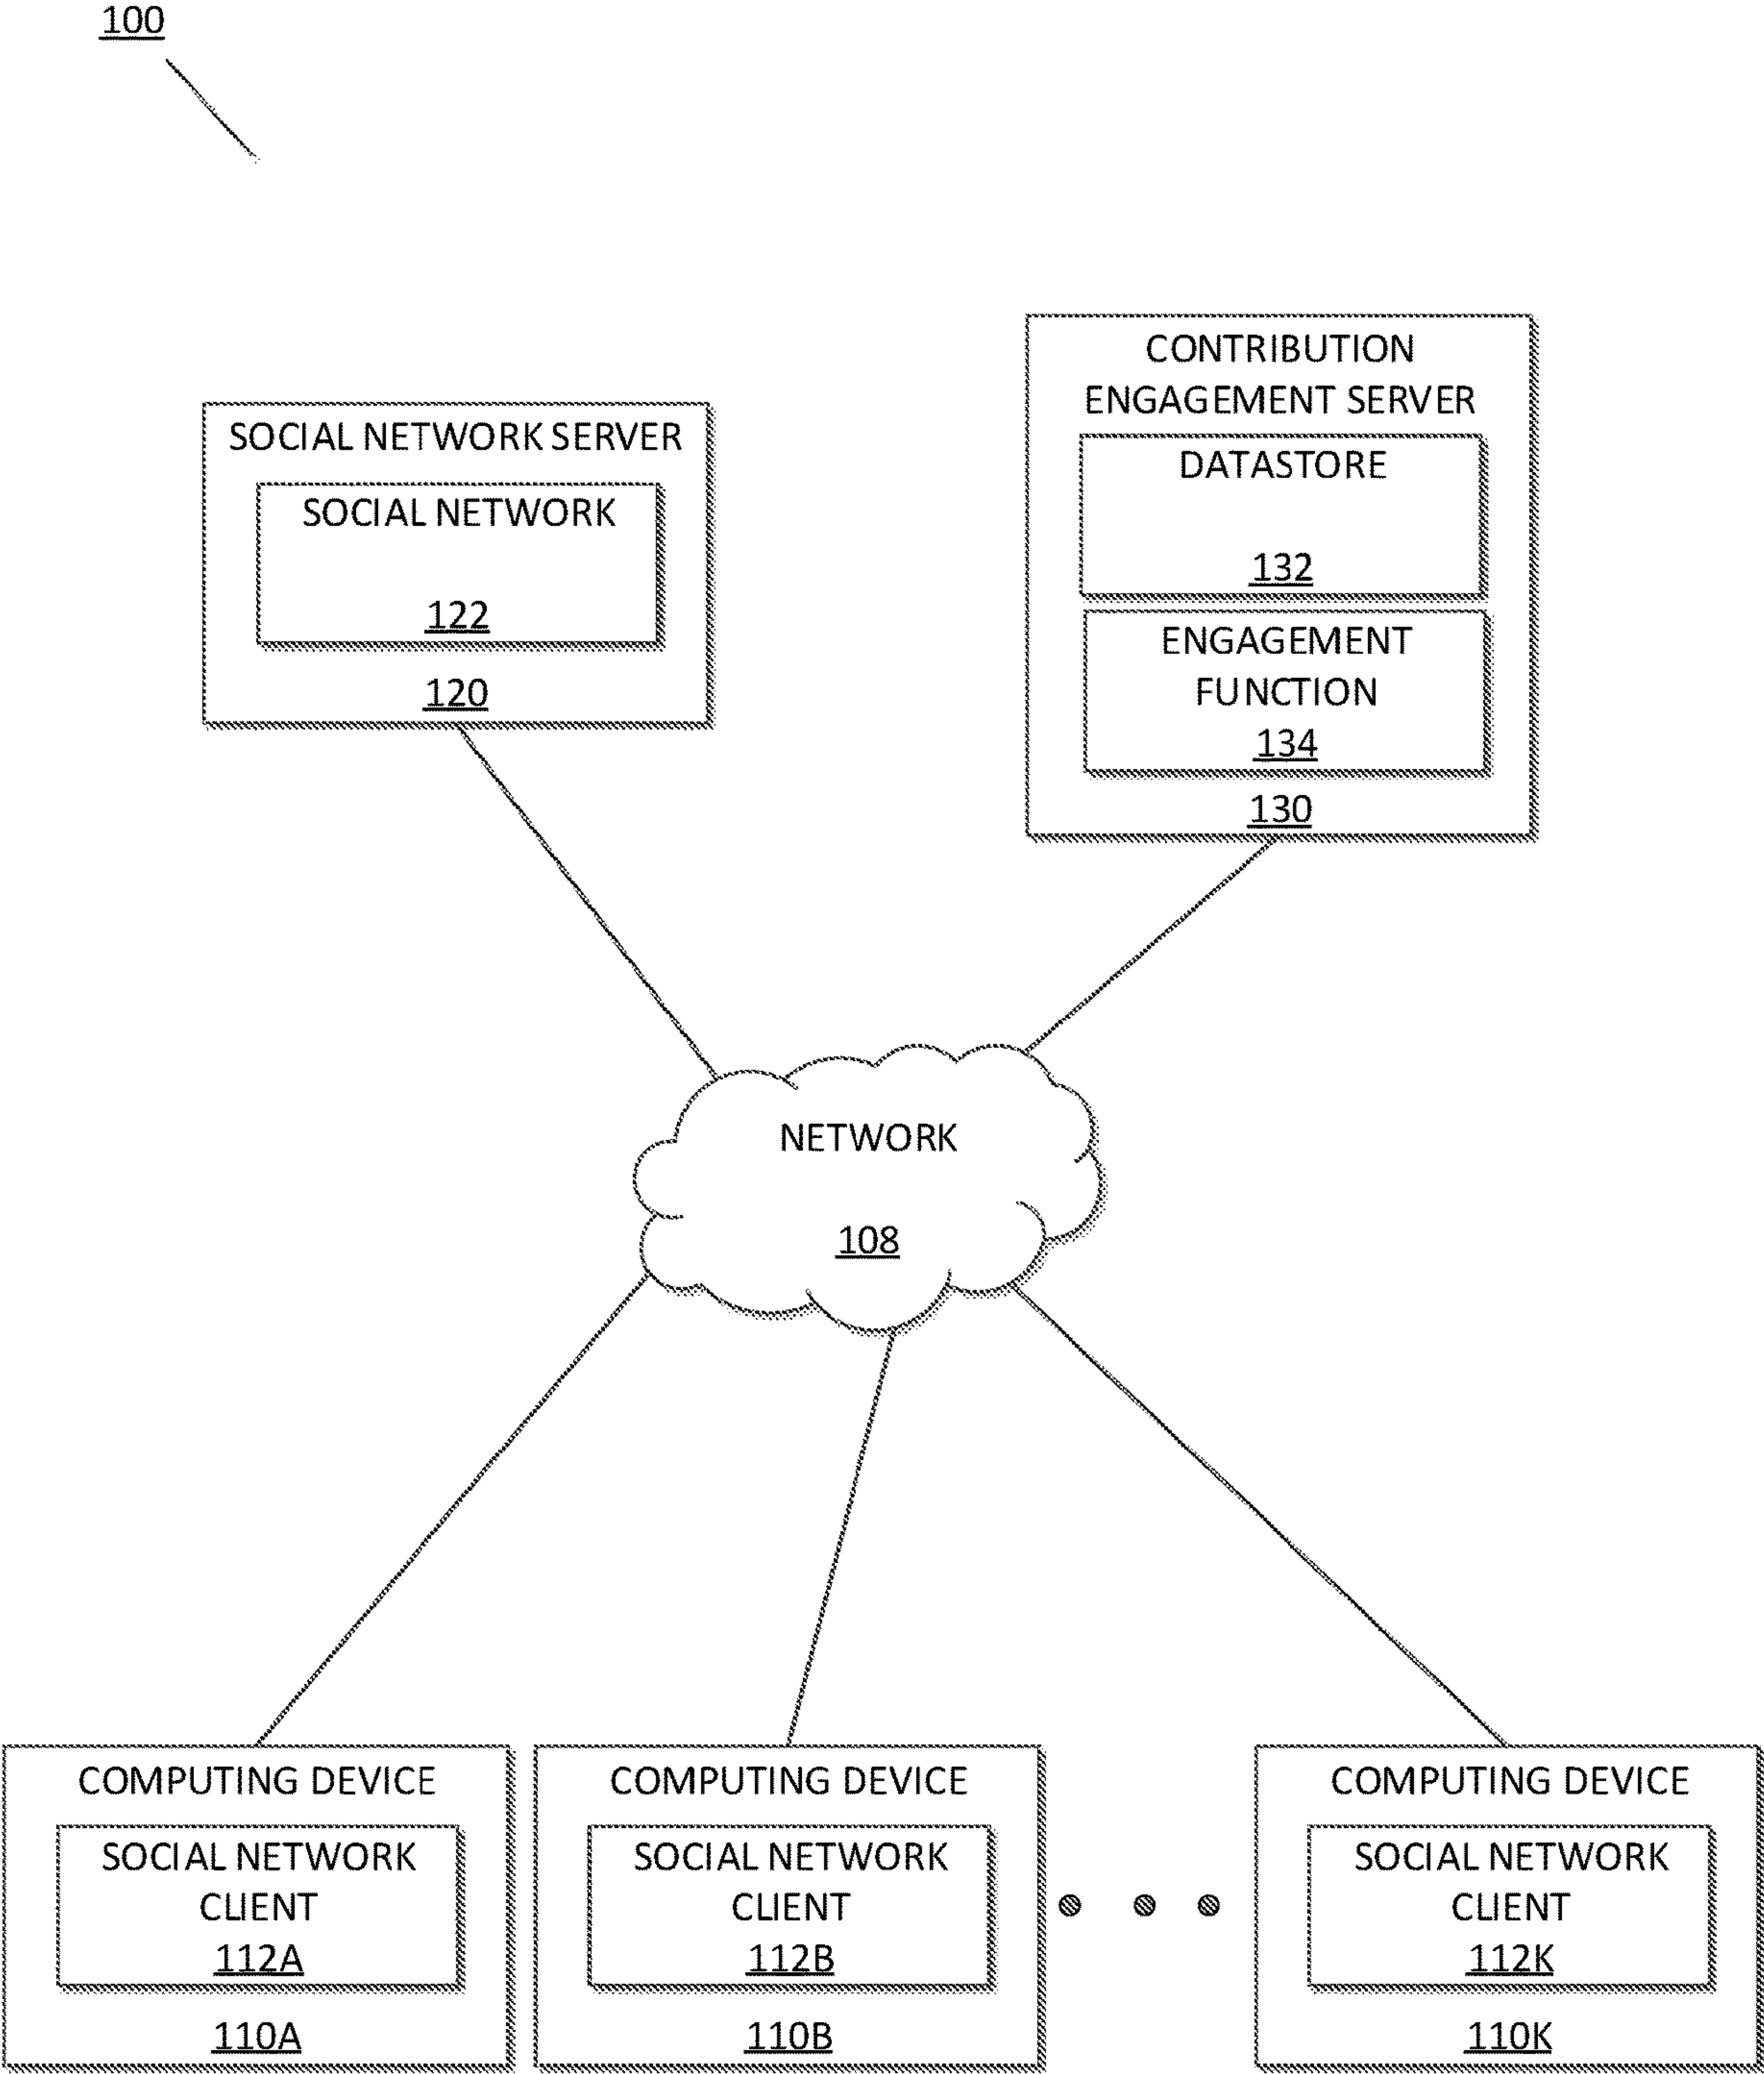 100
CONTRIBUTION
ENGAGEMENT SERVER
DATASTORE
132
ENGAGEMENT
FUNCTION
134
130
SOCIAL NETWORK SERVER
SOCIAL NETWORK
122
120
NETWORK
108
COMPUTING DEVICE
SOCIAL NETWORK
CLIENT
112A
110A
COMPUTING DEVICE
SOCIAL NETWORK
CLIENT
112B
110B
COMPUTING DEVICE
SOCIAL NETWORK
CLIENT
112K
110K